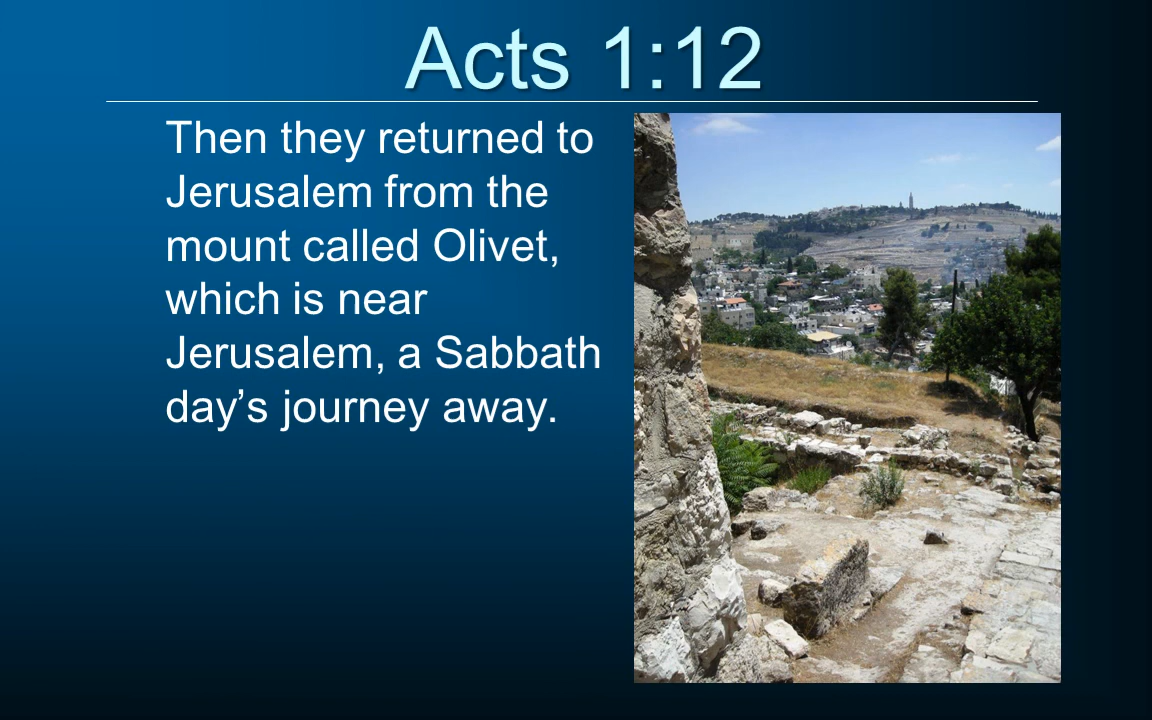 Acts 1:12
Then they returned to
Jerusalem from the
mount called Olivet,
which is near
Jerusalem, a Sabbath
day’s journey away.